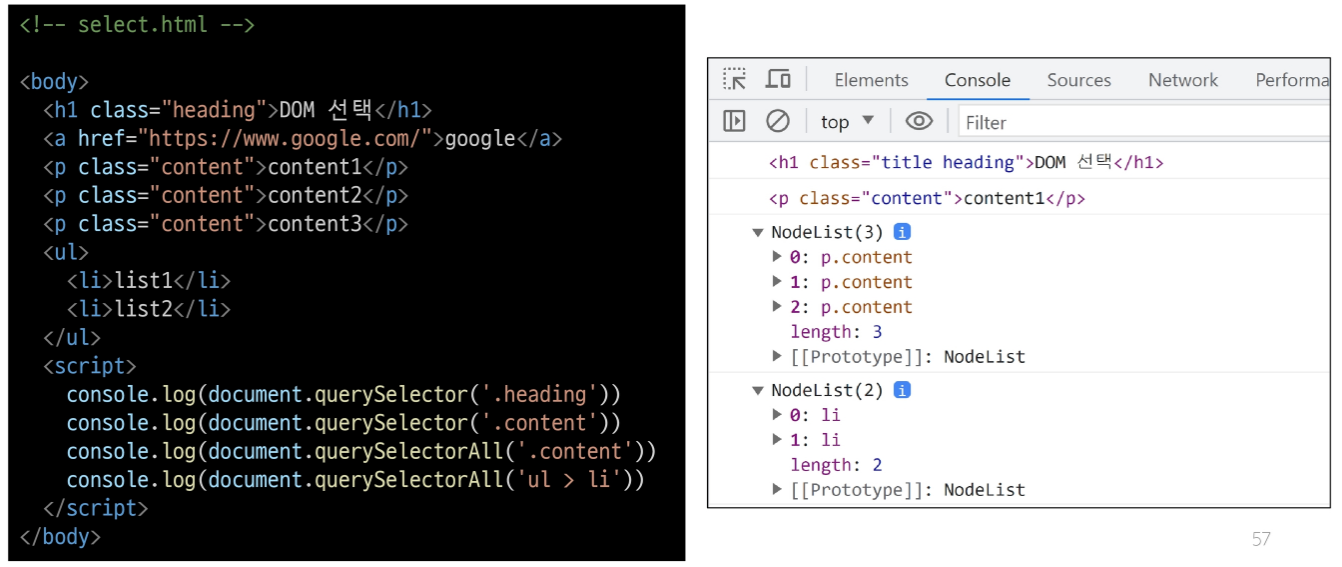 <!-- select.html -->
<body>
<h1 class="heading">DOM 선택</h1>
<a href="https://www.google.com/">google</a>
<p class="content">content1</p>
<p class="content">content2</p>
<p class="content">content3</p>
<ul>
<li>list1</li>
<li>list2</li>
</ul>
<script>
console.log(document.querySelector('.heading'))
console.log(document.querySelector('.content'))
console.log(document.querySelectorAll('.content'))
console.log(document.querySelectorAll('ul > li'))
</script>
</body>
Elements Console Sources Network Performa
top ▼ Filter
<h1 class="title heading">DOM 선택</h1>
<p class="content">content1</p>
▼ NodeList(3) i
▶ 0: p.content
▶ 1: p.content
▶ 2: p.content
length: 3
▶ [[Prototype]]: NodeList
▼ NodeList(2) i
▶ 0: li
▶ 1: li
length: 2
▶ [[Prototype]]: NodeList
57